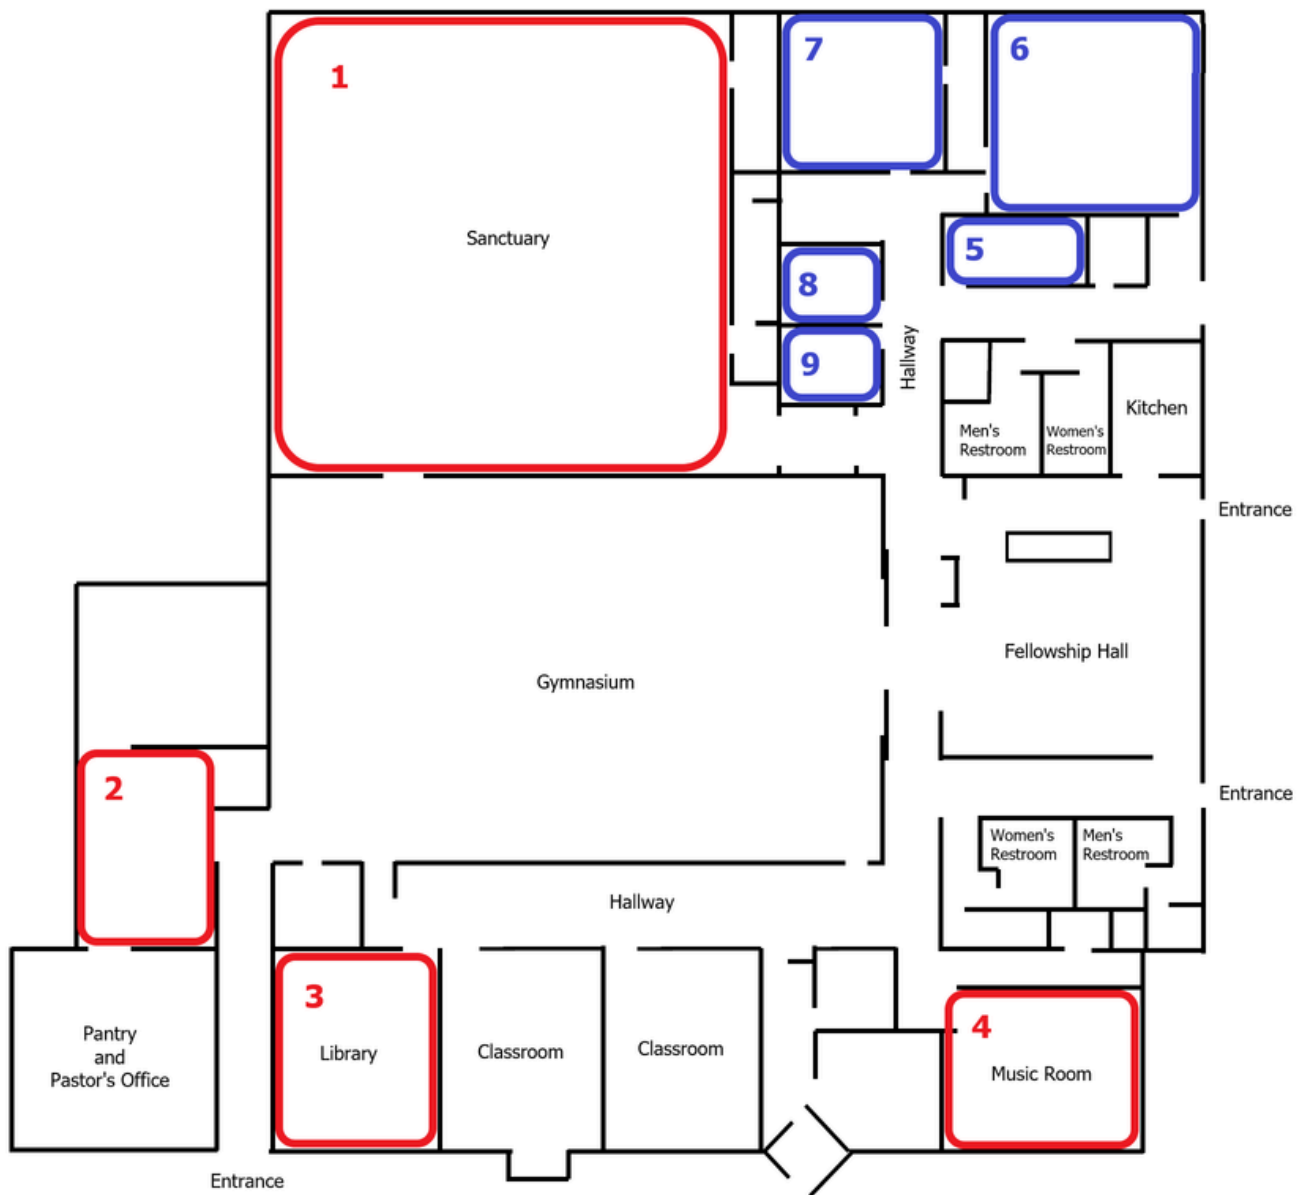 1
7
6
Sanctuary
5
8
9
Hallway
Men's
Restroom
Women's
Restroom
Kitchen
Entrance
Fellowship Hall
Gymnasium
2
Entrance
Women's
Restroom
Men's
Restroom
Hallway
3
Library
Classroom
Classroom
4
Music Room
Pantry
and
Pastor's Office
Entrance